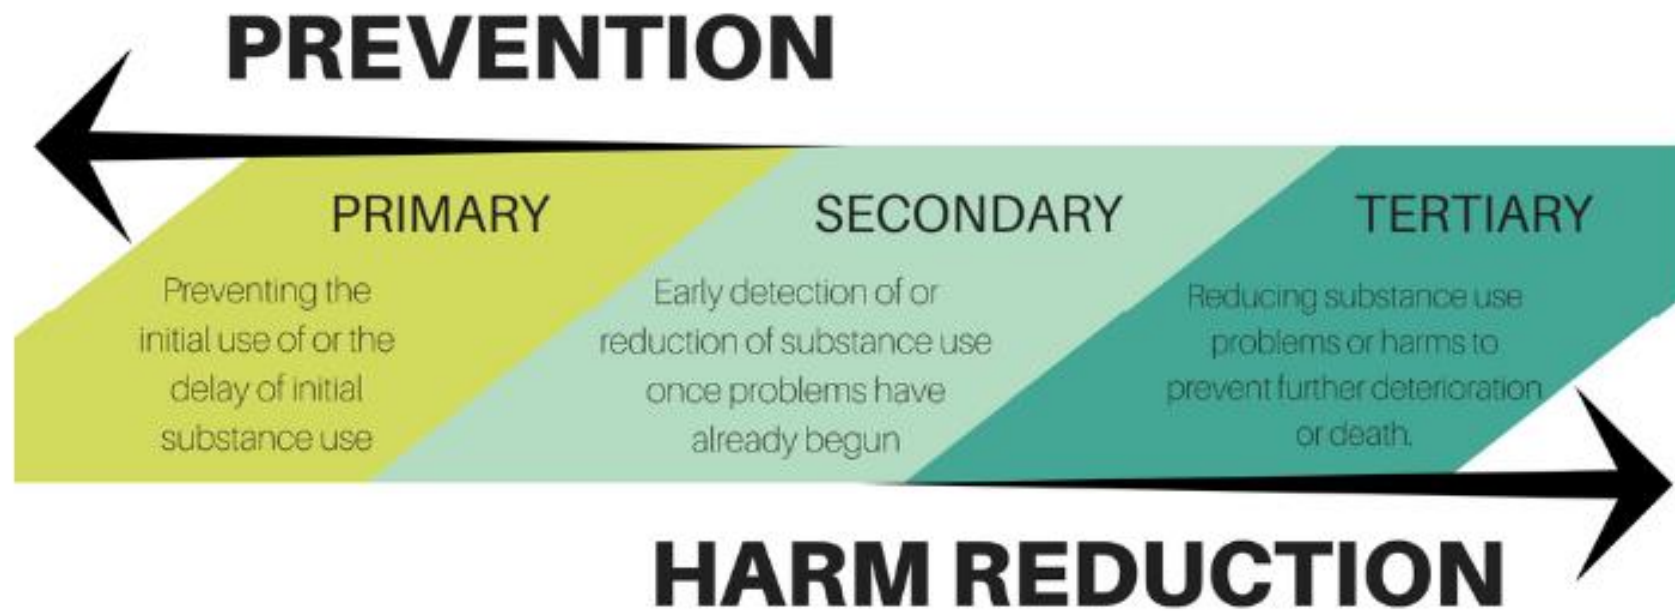 PREVENTION
PRIMARY
Preventing the
initial use of or the
delay of initial
substance use
SECONDARY
Early detection of or
reduction of substance use
once problems have
already begun
TERTIARY
Reducing substance use
problems or harms to
prevent further deterioration
or death.
HARM REDUCTION